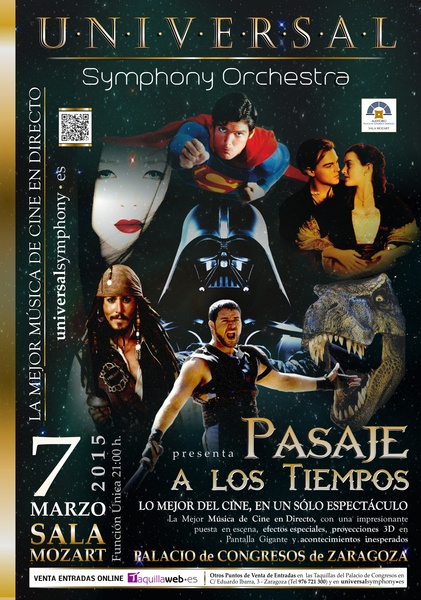 U·N·I·V·E·R·S·A·L
Symphony Orchestra
AUDITORIO
SALA MOZART
LA MEJOR MÚSICA DE CINE EN DIRECTO
universalsymphony·es
presenta
PASAJE
A LOS TIEMPOS
LO MEJOR DEL CINE, EN UN SÓLO ESPECTÁCULO
La Mejor Música de Cine en Directo, con una impresionante
puesta en escena, efectos especiales, proyecciones 3D en
Pantalla Gigante y acontecimientos inesperados
PALACIO de CONGRESOS de ZARAGOZA
7
MARZO
2015
Función Única 21:00 h.
SALA
MOZART
VENTA ENTRADAS ONLINE Taquillaweb·es
Otros Puntos de Venta de Entradas en las Taquillas del Palacio de Congresos en
C/ Eduardo Ibarra, 3 - Zaragoza (Tel 976 721 300) y en universalsymphony·es